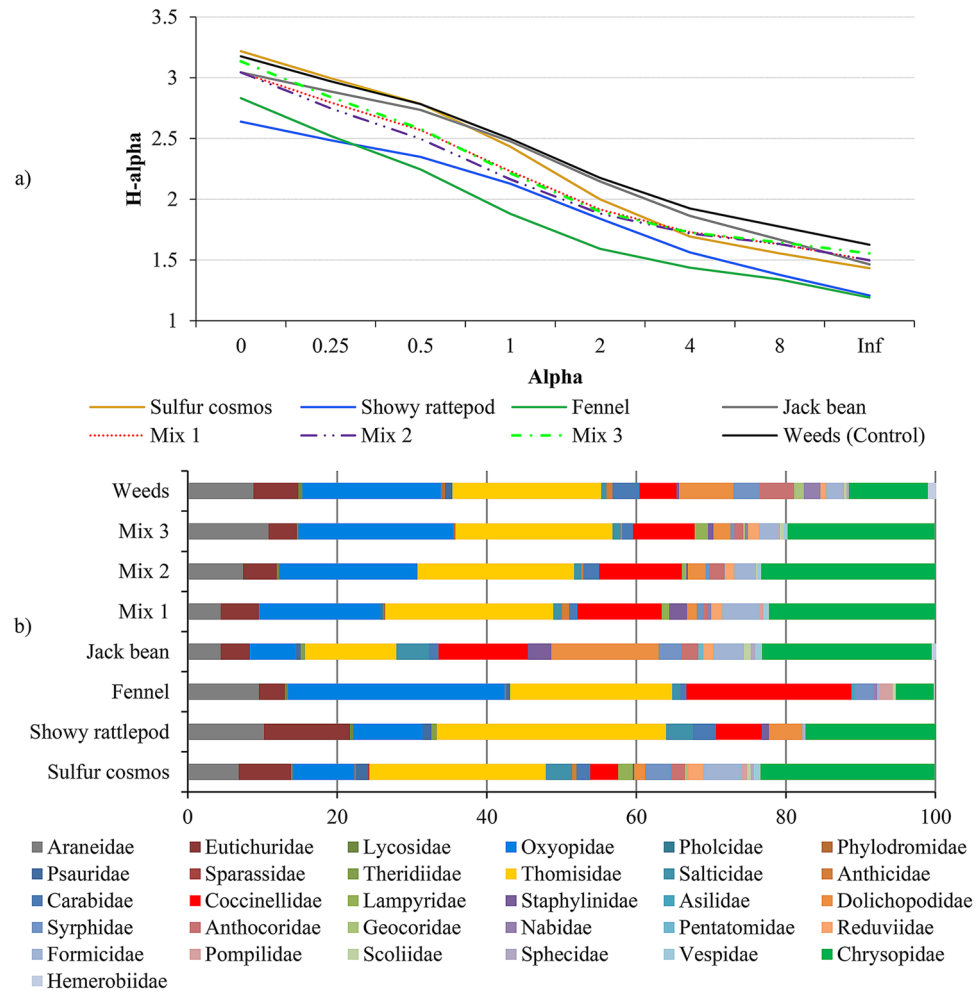 3.5
3
2.5
2
1.5
1
H-alpha
a)
0 0.25 0.5 1 2 4 8 Inf
Alpha
Sulfur cosmos Showy rattepod Fennel Jack bean
Mix 1 Mix 2 Mix 3 Weeds (Control)
b)
Weeds
Mix 3
Mix 2
Mix 1
Jack bean
Fennel
Showy rattlepod
Sulfur cosmos
0 20 40 60 80 100
Araneidae Eutichuridae Lycosidae Oxyopidae Pholcidae Phylodromidae
Psauridae Sparassidae Theridiidae Thomisidae Salticidae Anthicidae
Carabidae Coccinellidae Lampyridae Staphylinidae Asilidae Dolichopodidae
Syrphidae Anthocoridae Geocoridae Nabidae Pentatomidae Reduviidae
Formicidae Pompilidae Scoliidae Sphecidae Vespidae Chrysopidae
Hemerobiidae